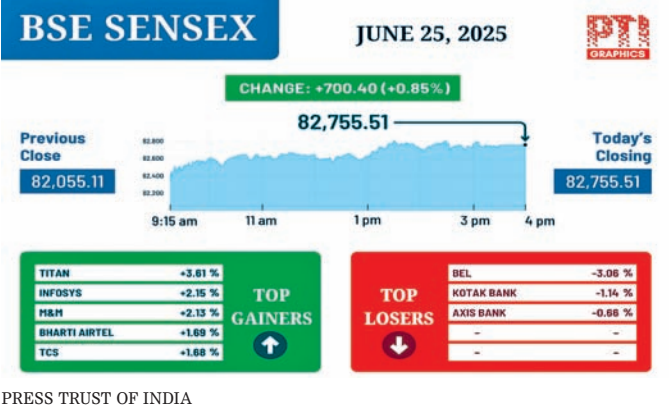 BSE SENSEX
JUNE 25, 2025
PTI
GRAPHICS
CHANGE: +700.40 (+0.85%)
82,755.51
Previous
Close
82,055.11
82,800
82,600
82,400
82,200
Today's
Closing
82,755.51
9:15 am 11 am 1 pm 3 pm 4 pm
TITAN +3.61 %
INFOSYS +2.15 %
M&M +2.13 %
BHARTI AIRTEL +1.69 %
TCS +1.68 %
TOP
GAINERS
TOP
LOSERS
BEL -3.06 %
KOTAK BANK -1.14 %
AXIS BANK -0.66 %
- -
- -
PRESS TRUST OF INDIA